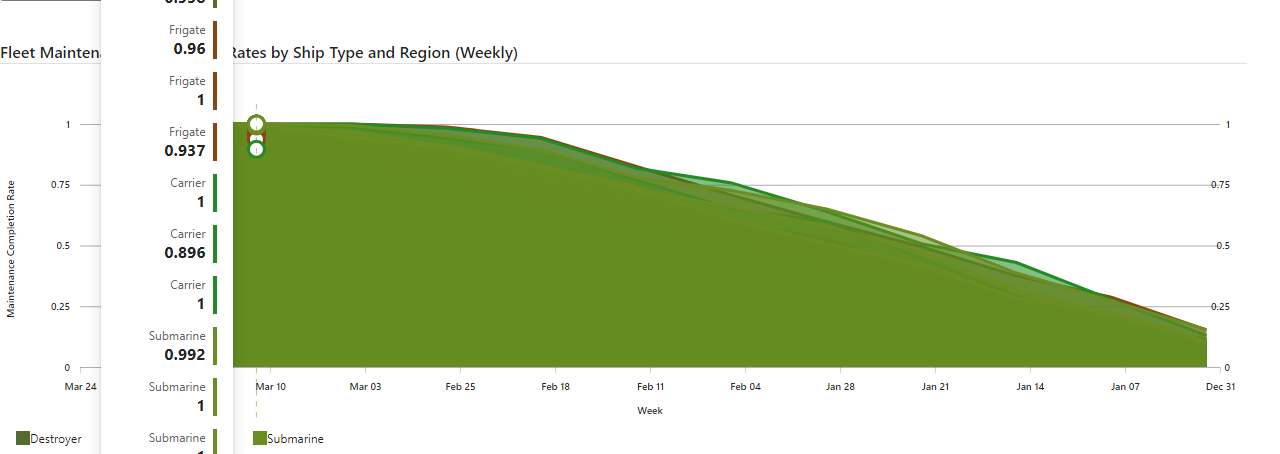 Frigate
0.96
Fleet Rates by Ship Type and Region (Weekly)
Frigate
1
1
1
Frigate
0.937
Carrier
1
0.75
0.75
Maintenance Completion Rate
Carrier
0.896
0.5
0.5
Carrier
1
0.25
0.25
Submarine
0.992
0
0
Mar 24
Mar 10
Mar 03
Feb 25
Feb 18
Feb 11
Feb 04
Jan 28
Jan 21
Jan 14
Jan 07
Dec 31
Submarine
1
Week
Destroyer
Submarine
Submarine